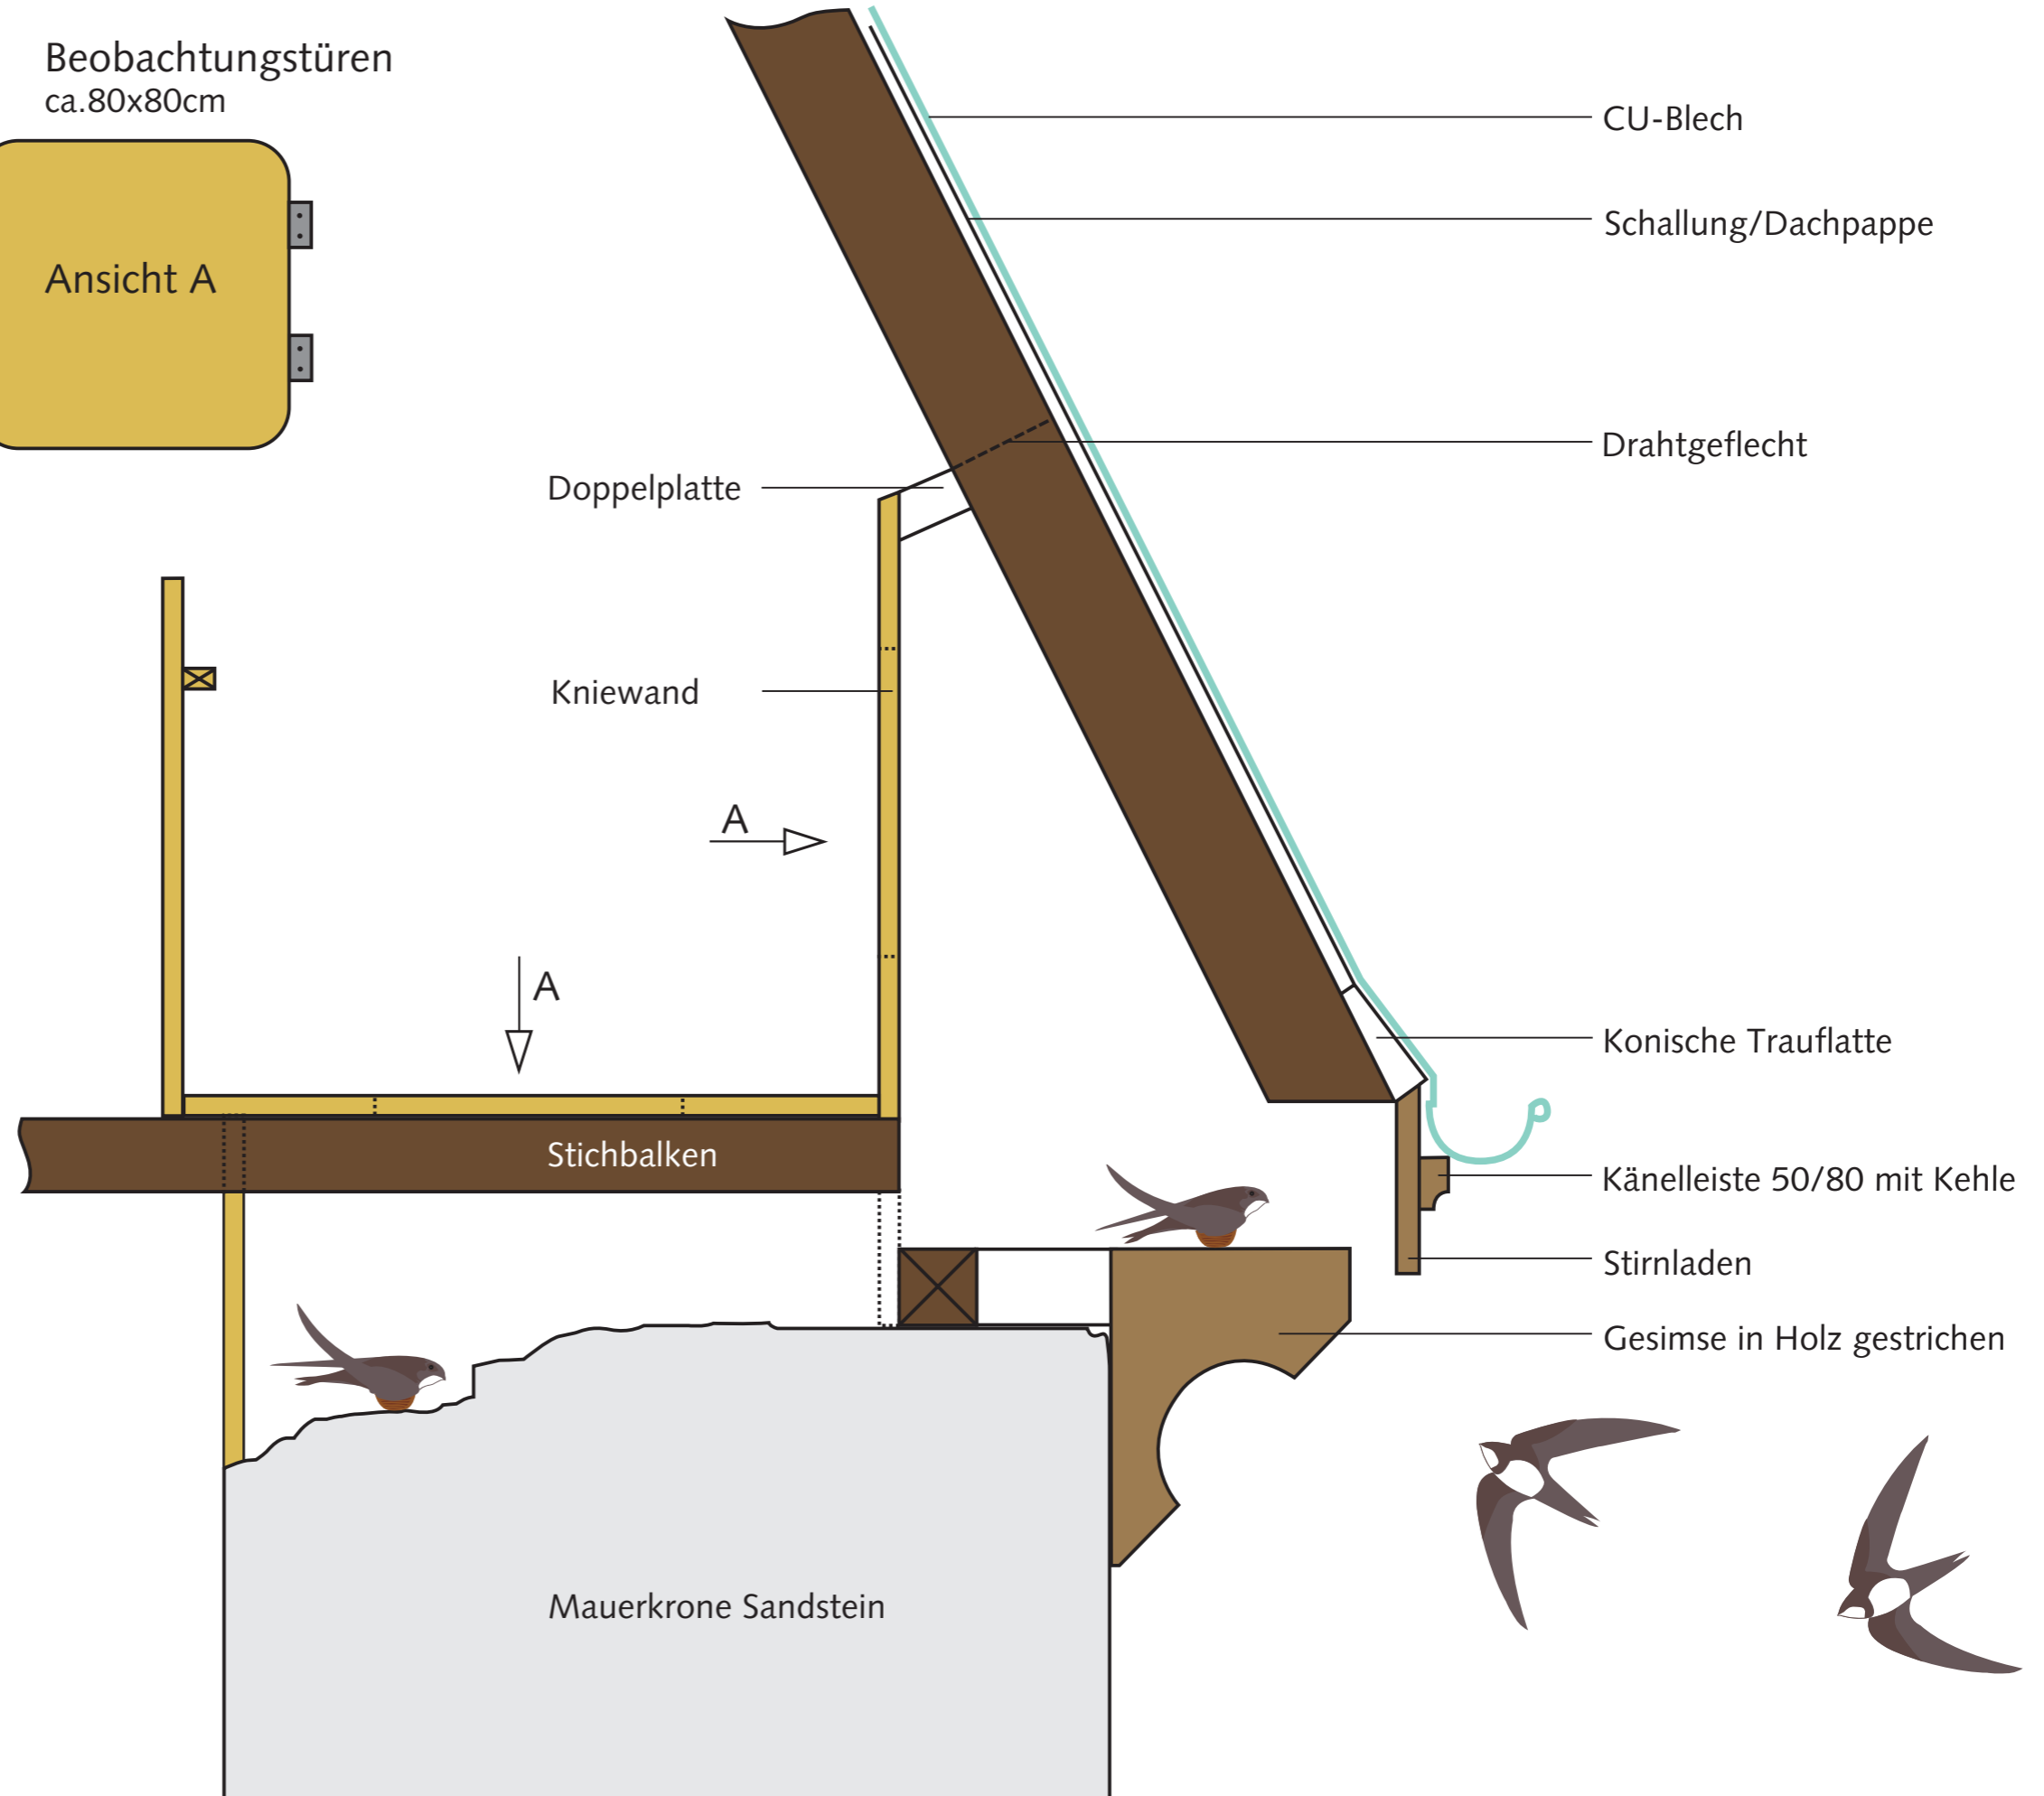 Beobachtungstüren
ca.80x80cm
Ansicht A
CU-Blech
Schallung/Dachpappe
Drahtgeflecht
Doppelplatte
Kniewand
A
A
Konische Trauflatte
Stichbalken
Känelleiste 50/80 mit Kehle
Stirnladen
Gesimse in Holz gestrichen
Mauerkrone Sandstein